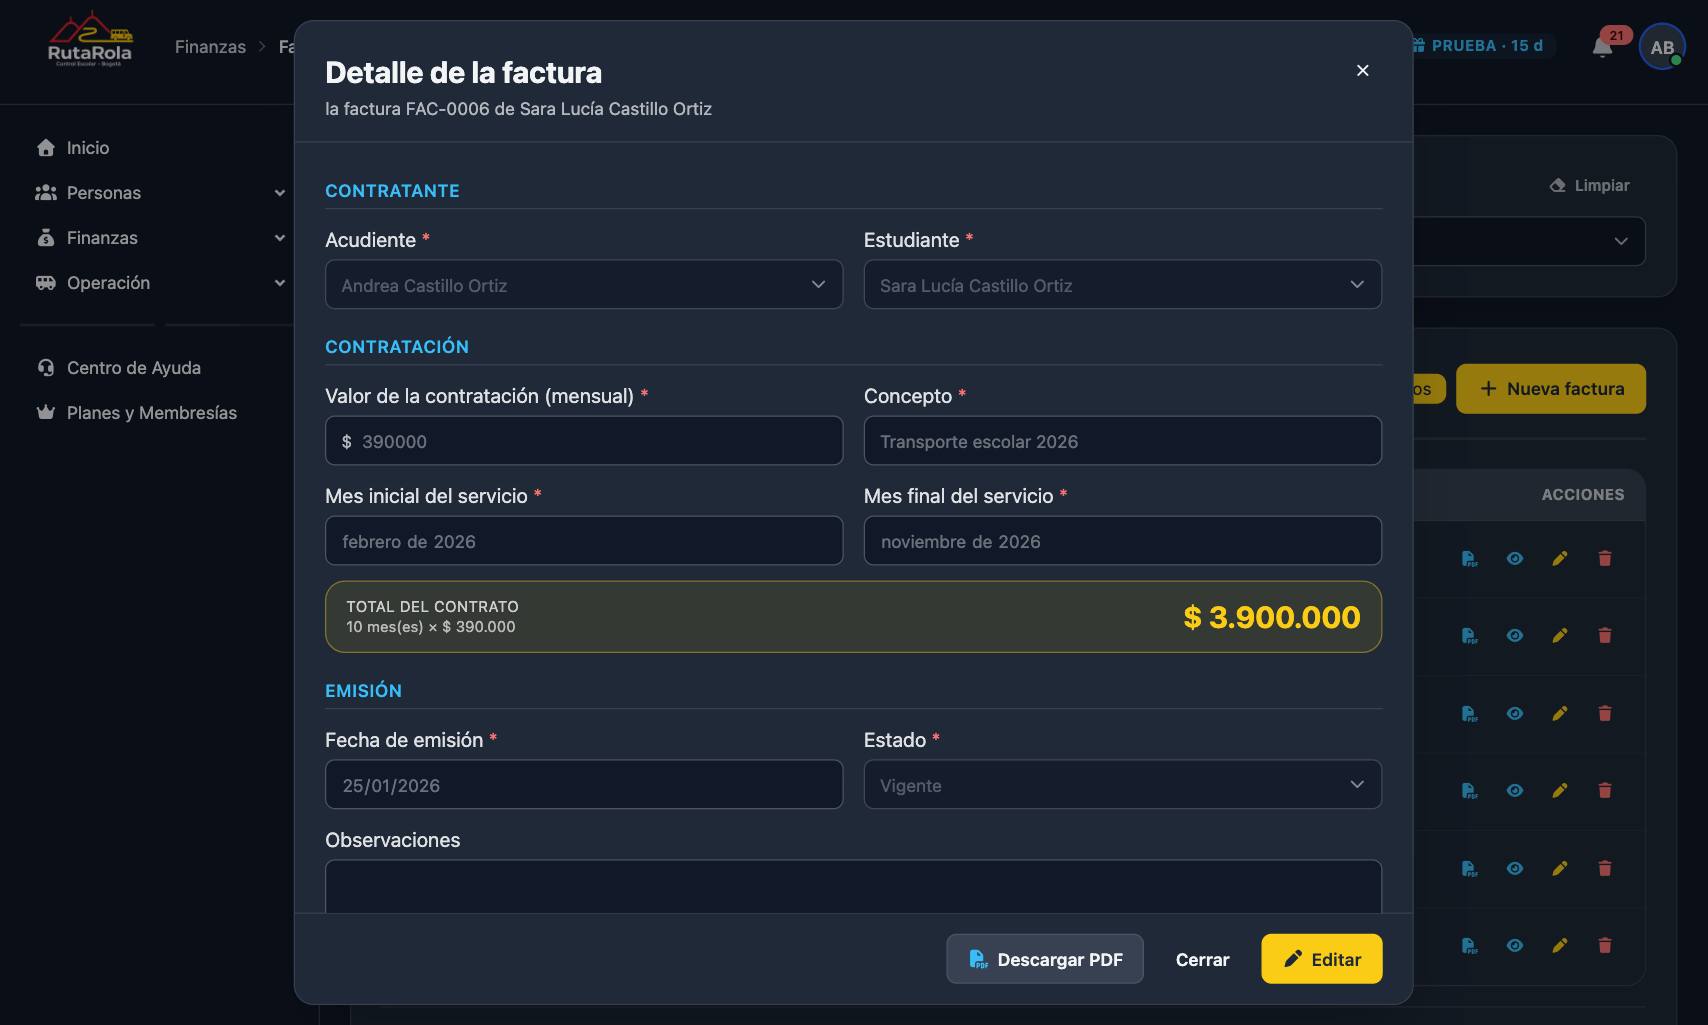 RutaRola
Control Escolar - Bogotá
Finanzas
PRUEBA · 15 d
21
AB
Inicio
Personas
Finanzas
Operación
Centro de Ayuda
Planes y Membresías
Detalle de la factura
la factura FAC-0006 de Sara Lucía Castillo Ortiz
CONTRATANTE
Acudiente *
Estudiante *
Andrea Castillo Ortiz
Sara Lucía Castillo Ortiz
CONTRATACIÓN
Valor de la contratación (mensual) *
Concepto *
$ 390000
Transporte escolar 2026
Mes inicial del servicio *
Mes final del servicio *
febrero de 2026
noviembre de 2026
TOTAL DEL CONTRATO
10 mes(es) × $ 390.000
$ 3.900.000
EMISIÓN
Fecha de emisión *
Estado *
25/01/2026
Vigente
Observaciones
Descargar PDF
Cerrar
Editar
Limpiar
Nueva factura
ACCIONES